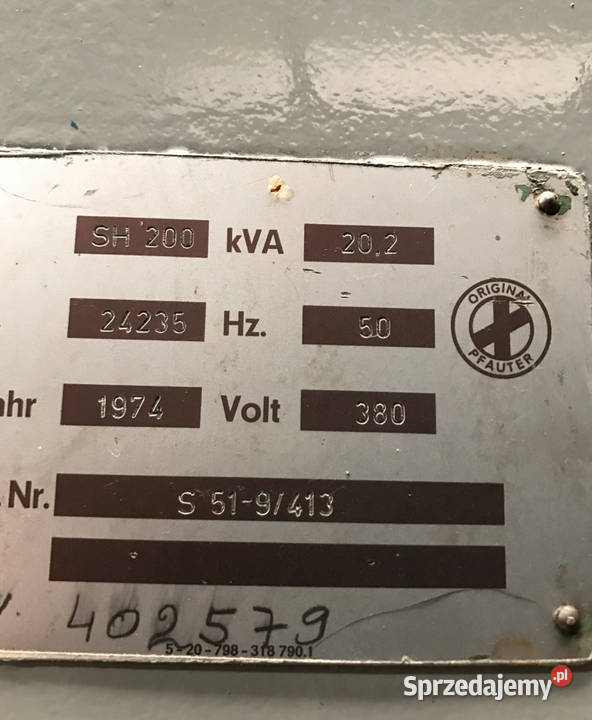 SH 200 kVA 20,2
24235 Hz. 50
ORIGINAL
PFAUTER
1974 Volt 380
Nr. S 51-9/413
402579
5-20-798-318 790.1
Sprzedajemy.pl